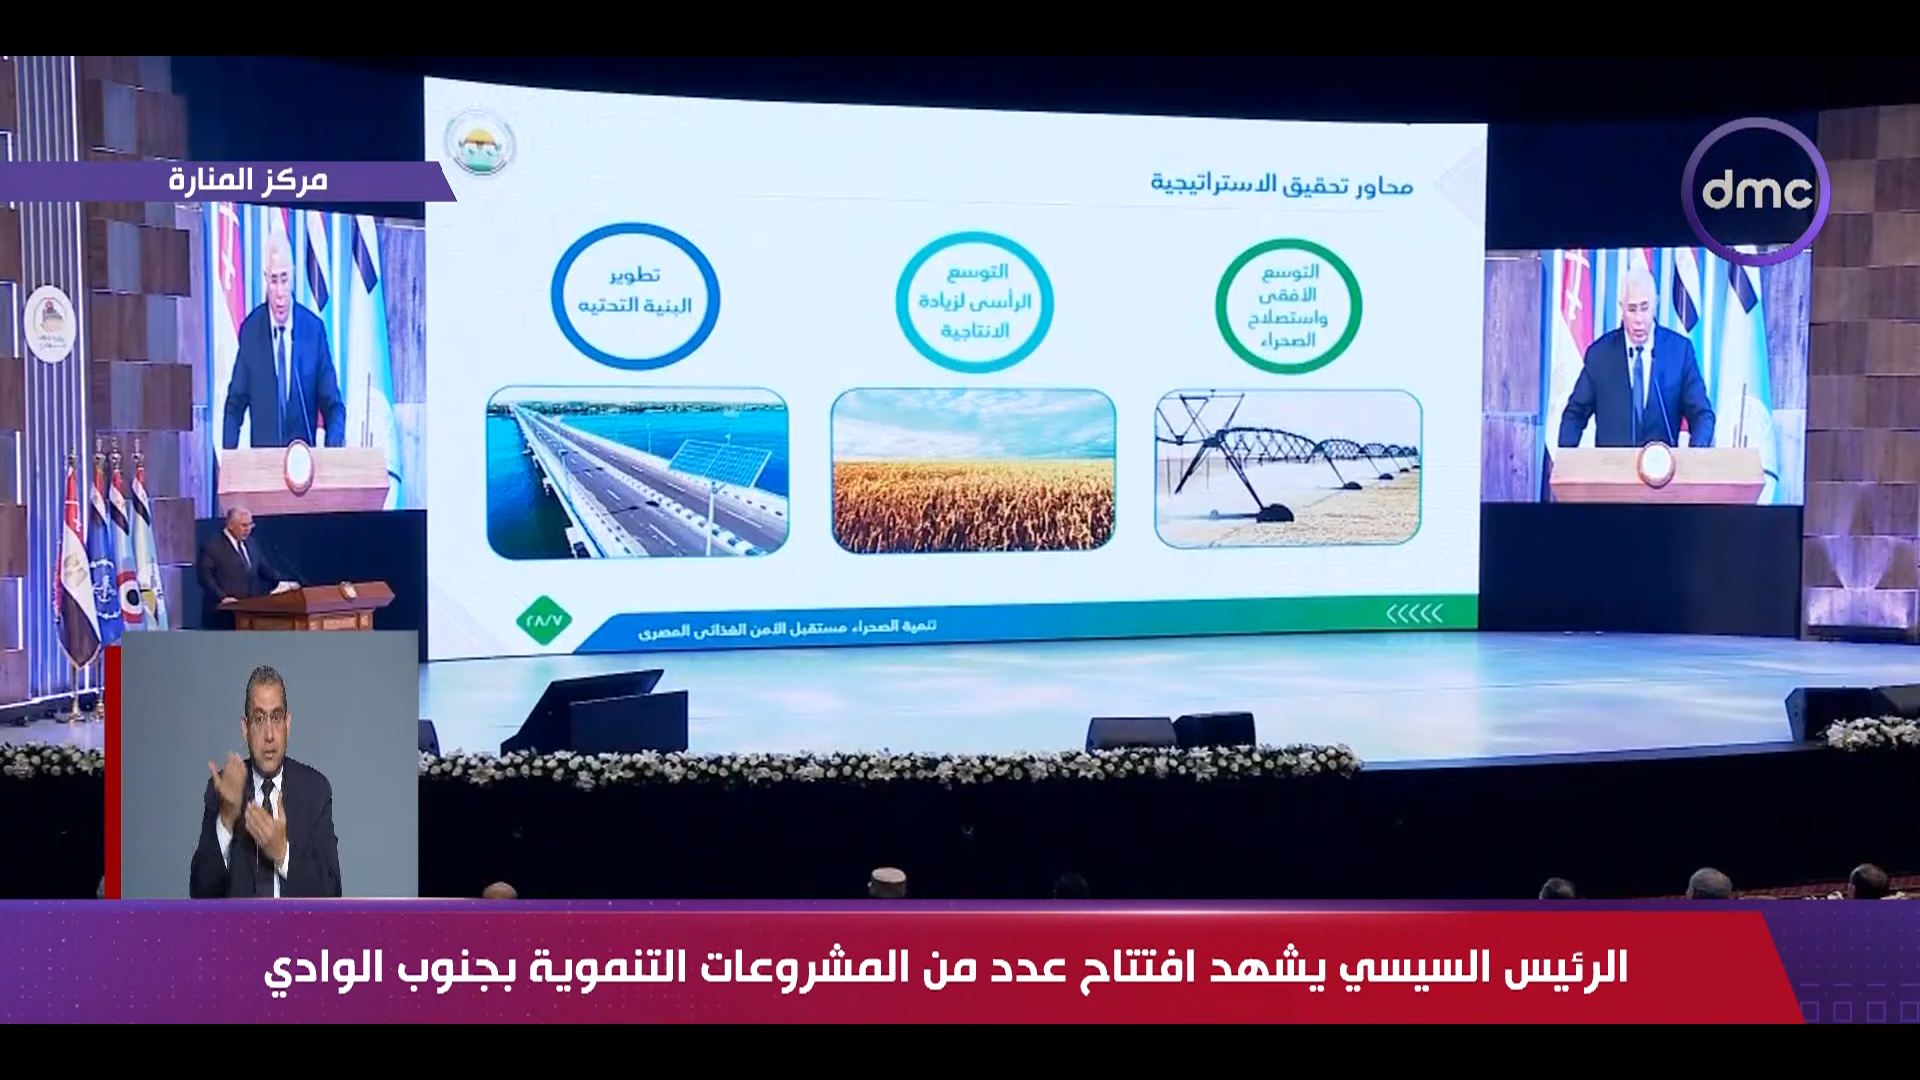 مركز المنارة
dmc
محاور تحقيق الاستراتيجية
التوسع
الأفقى
واستصلاح
الصحراء
التوسع
الرأسى لزيادة
الانتاجية
تطوير
البنية التحتيه
تنمية الصحراء مستقبل الأمن الغذائى المصرى
٢٨/٧
الرئيس السيسي يشهد افتتاح عدد من المشروعات التنموية بجنوب الوادي